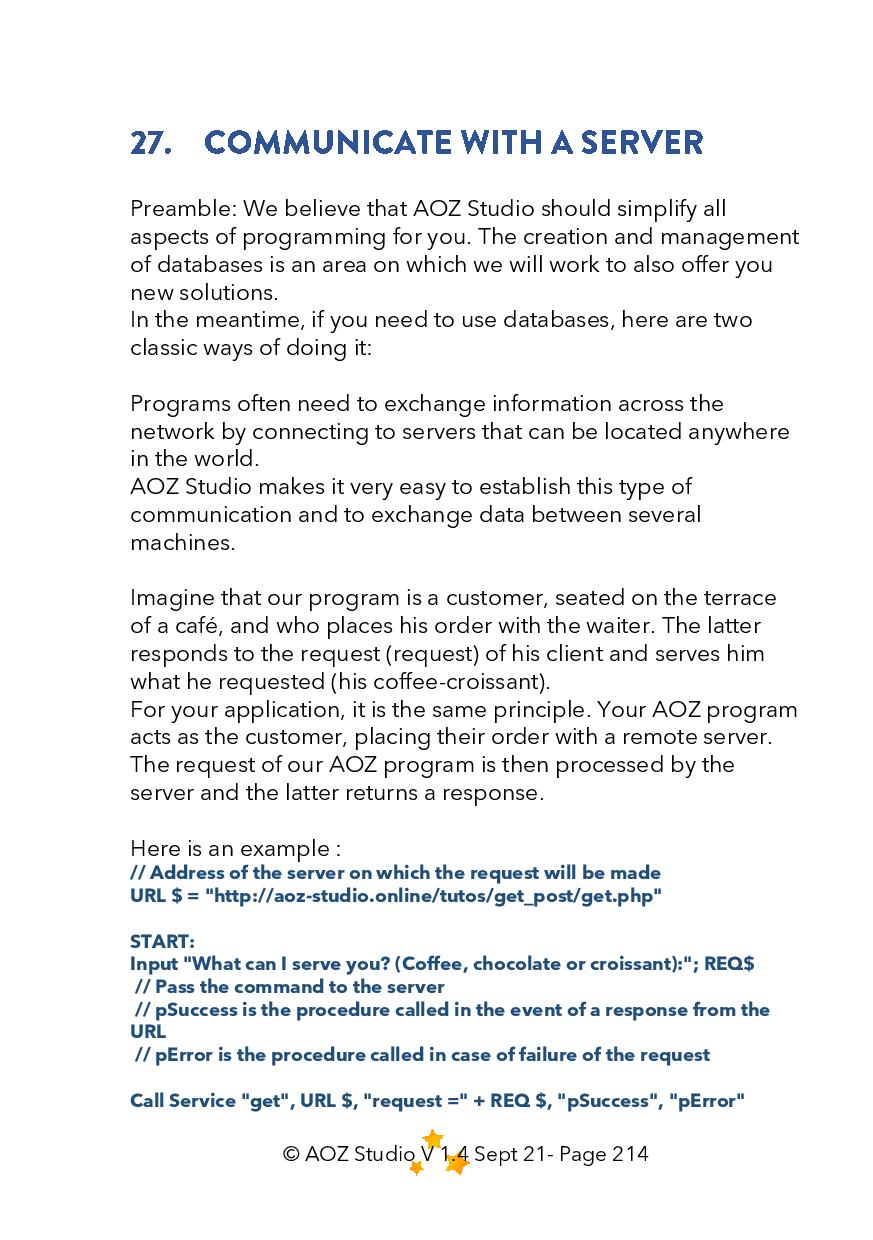 27. COMMUNICATE WITH A SERVER
Preamble: We believe that AOZ Studio should simplify all
aspects of programming for you. The creation and management
of databases is an area on which we will work to also offer you
new solutions.
In the meantime, if you need to use databases, here are two
classic ways of doing it:
Programs often need to exchange information across the
network by connecting to servers that can be located anywhere
in the world.
AOZ Studio makes it very easy to establish this type of
communication and to exchange data between several
machines.
Imagine that our program is a customer, seated on the terrace
of a café, and who places his order with the waiter. The latter
responds to the request (request) of his client and serves him
what he requested (his coffee-croissant).
For your application, it is the same principle. Your AOZ program
acts as the customer, placing their order with a remote server.
The request of our AOZ program is then processed by the
server and the latter returns a response.
Here is an example :
// Address of the server on which the request will be made
URL $ = "http://aoz-studio.online/tutos/get_post/get.php"
START:
Input "What can I serve you? (Coffee, chocolate or croissant):"; REQ$
// Pass the command to the server
// pSuccess is the procedure called in the event of a response from the
URL
// pError is the procedure called in case of failure of the request
Call Service "get", URL $, "request =" + REQ $, "pSuccess", "pError"
© AOZ Studio V 1.4 Sept 21- Page 214